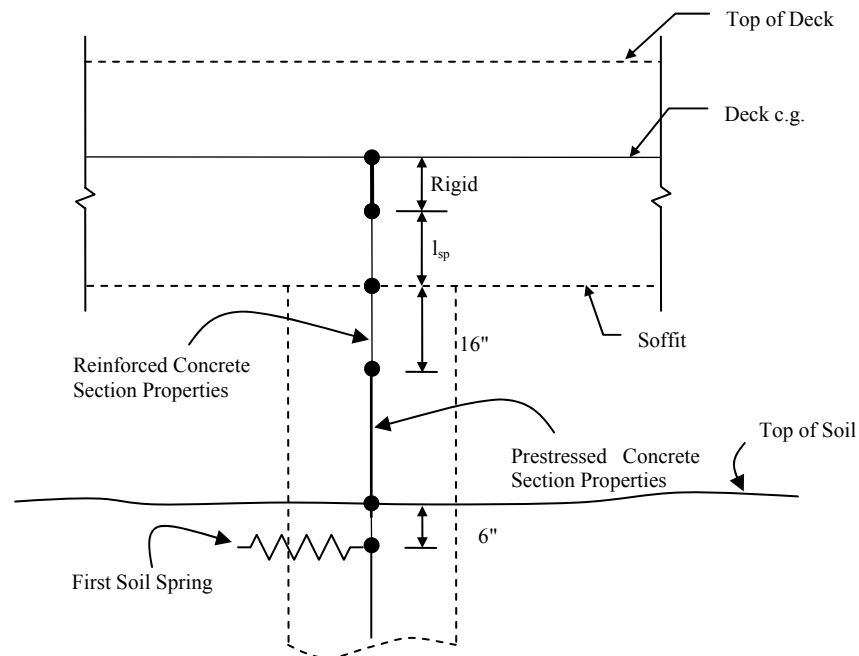 Top of Deck
Deck c.g.
Rigid
lsp
Soffit
16"
Reinforced Concrete
Section Properties
Top of Soil
Prestressed Concrete
Section Properties
6"
First Soil Spring